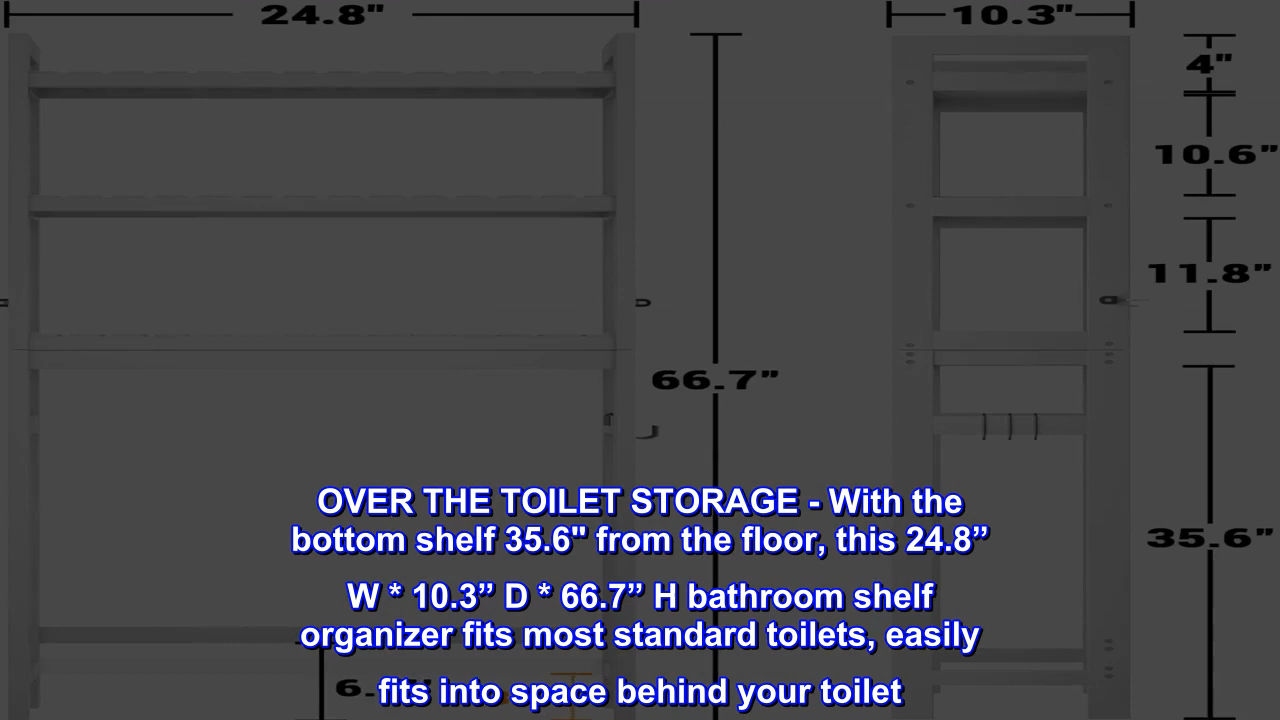 24.8"
10.3"
4"
10.6"
11.8"
66.7"
35.6"
6.
OVER THE TOILET STORAGE - With the
bottom shelf 35.6" from the floor, this 24.8”
W * 10.3” D * 66.7” H bathroom shelf
organizer fits most standard toilets, easily
fits into space behind your toilet